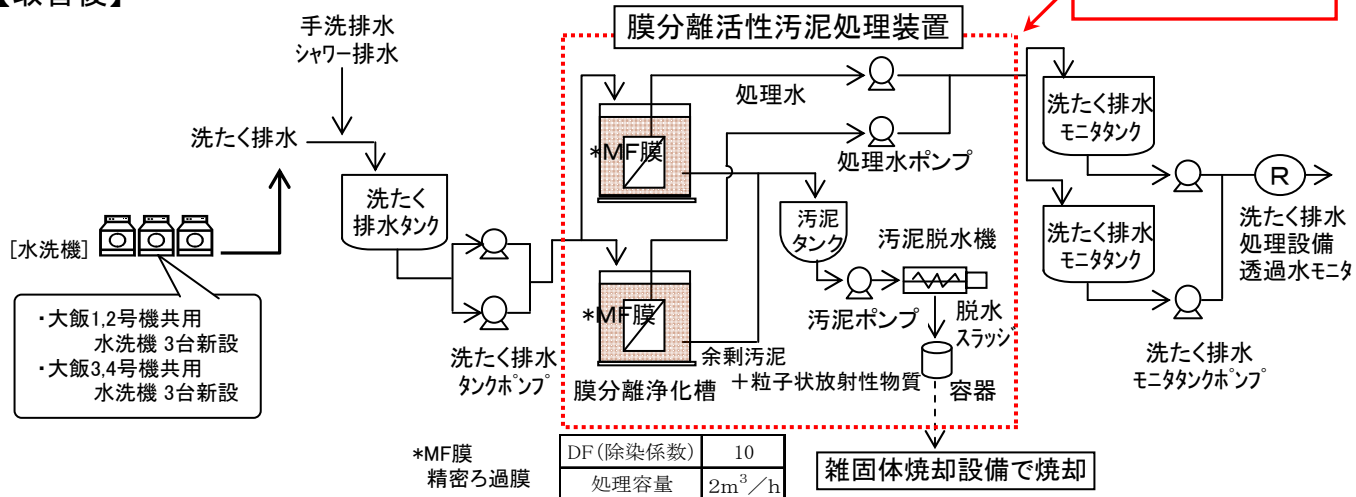 手洗排水
シャワー排水
洗たく排水
[水洗機]
・大飯1,2号機共用
水洗機 3台新設
・大飯3,4号機共用
水洗機 3台新設
洗たく
排水タンク
洗たく排水
タンクポンプ
膜分離活性汚泥処理装置
処理水
処理水ポンプ
*MF膜
*MF膜
膜分離浄化槽
余剰汚泥
＋粒子状放射性物質
汚泥
タンク
汚泥ポンプ
汚泥脱水機
脱水
スラッジ
容器
雑固体焼却設備で焼却
洗たく排水
モニタタンク
洗たく排水
モニタタンク
洗たく排水
モニタタンクポンプ
R
洗たく排水
処理設備
透過水モニタ
*MF膜
精密ろ過膜
DF(除染係数) 10
処理容量 2m³／h